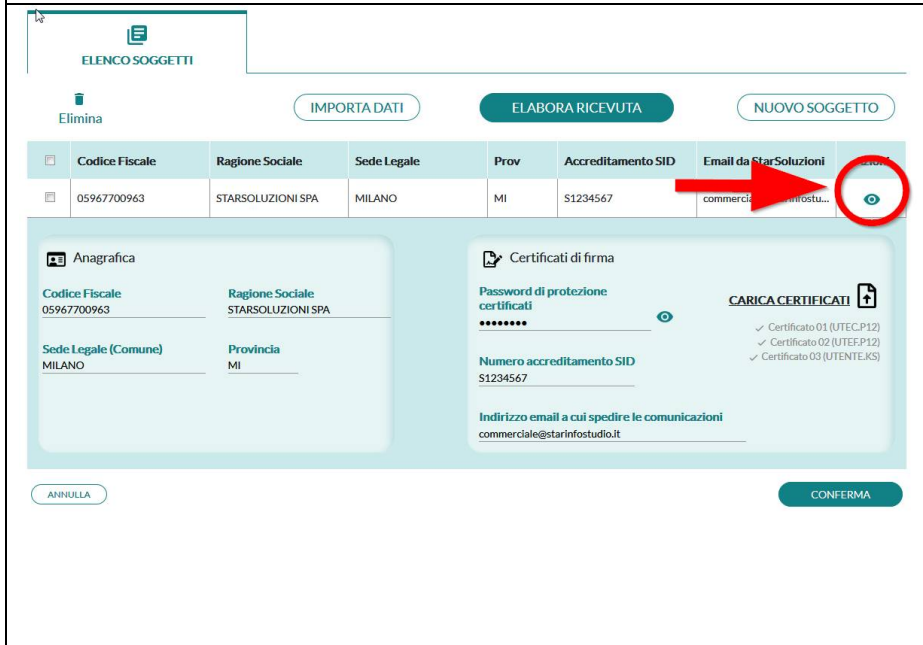 ELENCO SOGGETTI
Elimina
IMPORTA DATI
ELABORA RICEVUTA
NUOVO SOGGETTO
Codice Fiscale Ragione Sociale Sede Legale Prov Accreditamento SID Email da StarSoluzioni
05967700963 STARSOLUZIONI SPA MILANO MI S1234567
Anagrafica
Codice Fiscale Ragione Sociale
05967700963 STARSOLUZIONI SPA
Sede Legale (Comune) Provincia
MILANO MI
Certificati di firma
Password di protezione
certificati
••••••••
CARICA CERTIFICATI
✓ Certificato 01 (UTEC.P12)
✓ Certificato 02 (UTEF.P12)
✓ Certificato 03 (UTENTE.KS)
Numero accreditamento SID
S1234567
Indirizzo email a cui spedire le comunicazioni
commerciale@starinfostudio.it
ANNULLA
CONFERMA